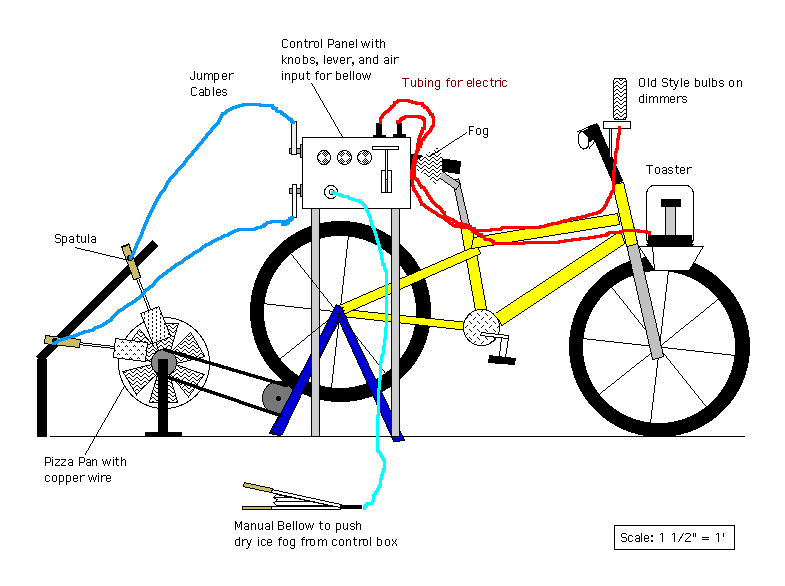 Control Panel with
knobs, lever, and air
input for bellow
Jumper
Cables
Tubing for electric
Old Style bulbs on
dimmers
Fog
Toaster
Spatula
Pizza Pan with
copper wire
Manual Bellow to push
dry ice fog from control box
Scale: 1 1/2" = 1'